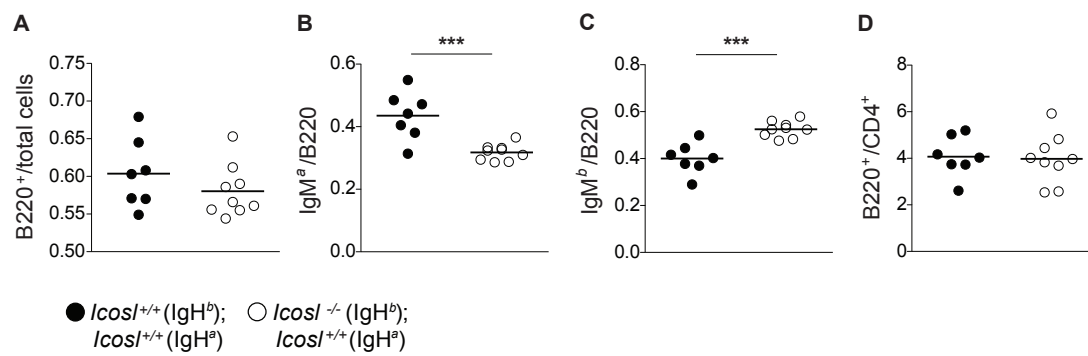 A
B220⁺/total cells
0.75
0.70
0.65
0.60
0.55
0.50
B
***
IgMᵃ/B220
0.6
0.4
0.2
0.0
C
***
IgMᵇ/B220
0.8
0.6
0.4
0.2
0.0
D
B220⁺/CD4⁺
8
6
4
2
0
Icosl⁺/⁺ (IgHᵇ);
Icosl⁺/⁺ (IgHᵃ)
Icosl ⁻/⁻ (IgHᵇ);
Icosl⁺/⁺ (IgHᵃ)